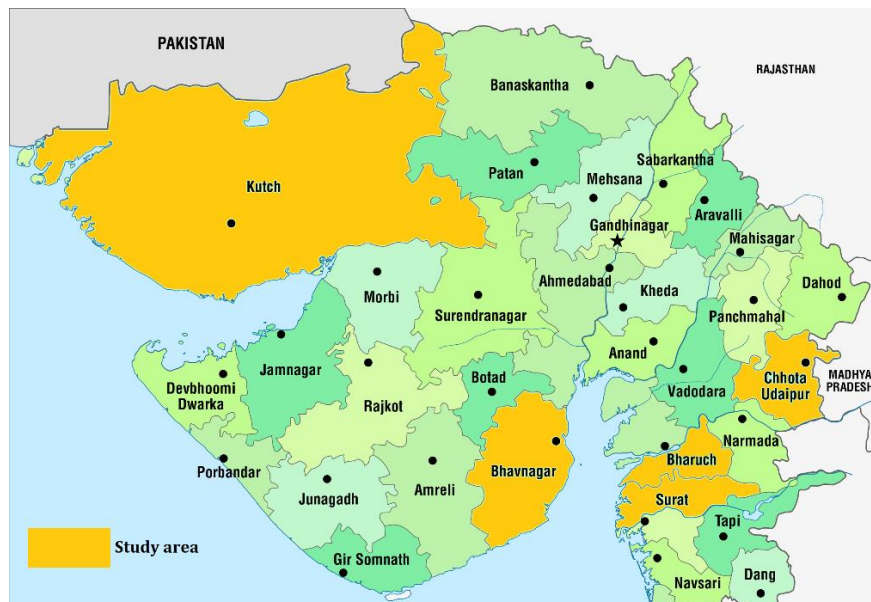 PAKISTAN
RAJASTHAN
Banaskantha
Patan
Sabarkantha
Mehsana
Kutch
Aravalli
Gandhinagar
Mahisagar
Ahmedabad
Morbi
Kheda
Dahod
Surendranagar
Panchmahal
Anand
Jamnagar
Botad
Chhota
Udaipur
MADHYA
PRADESH
Devbhoomi
Dwarka
Rajkot
Vadodara
Narmada
Bharuch
Porbandar
Bhavnagar
Junagadh
Amreli
Surat
Tapi
Study area
Gir Somnath
Navsari
Dang